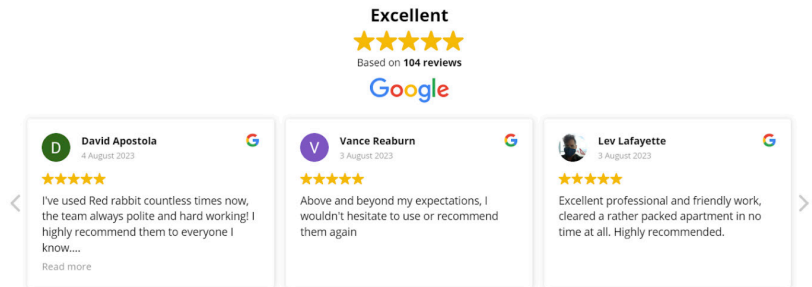 Excellent
Based on 104 reviews
Google
D
David Apostola
4 August 2023
I've used Red rabbit countless times now,
the team always polite and hard working! I
highly recommend them to everyone I
know....
Read more
V
Vance Reaburn
3 August 2023
Above and beyond my expectations, I
wouldn't hesitate to use or recommend
them again
Lev Lafayette
3 August 2023
Excellent professional and friendly work,
cleared a rather packed apartment in no
time at all. Highly recommended.